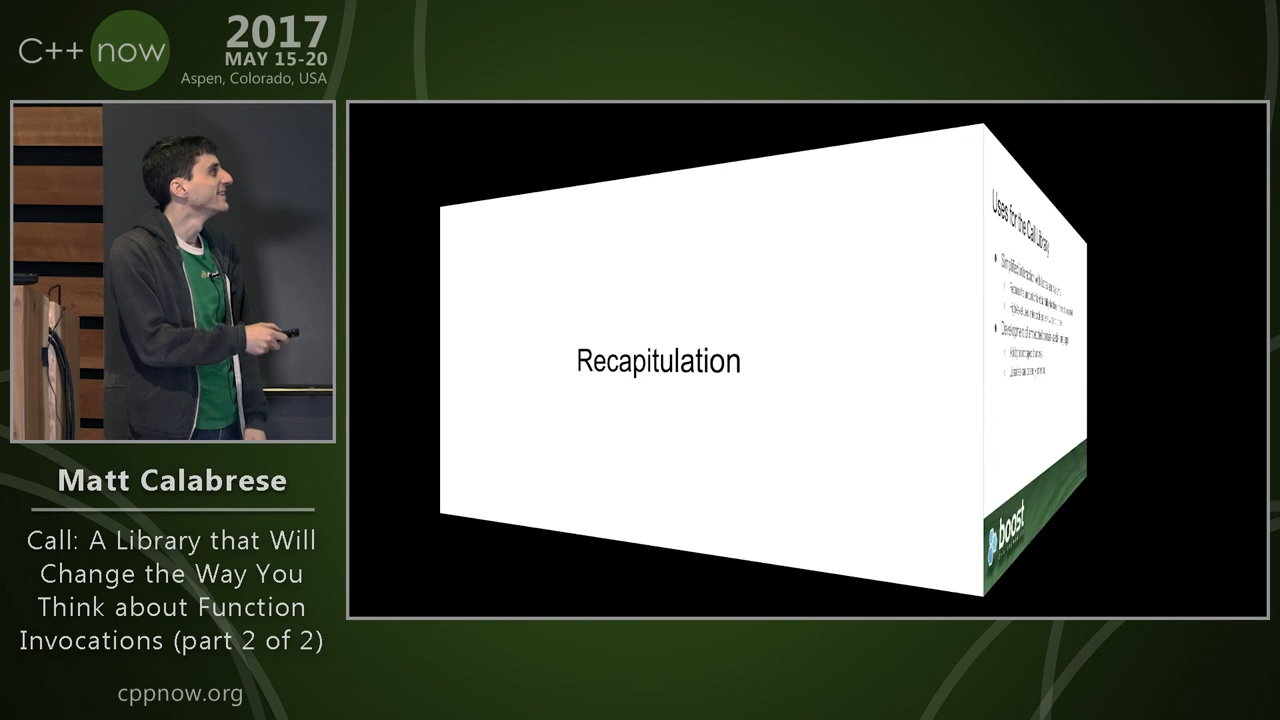 C++ now
2017
MAY 15-20
Aspen, Colorado, USA
Matt Calabrese
Call: A Library that Will
Change the Way You
Think about Function
Invocations (part 2 of 2)
cppnow.org
Recapitulation
Uses for the Call Library
boost